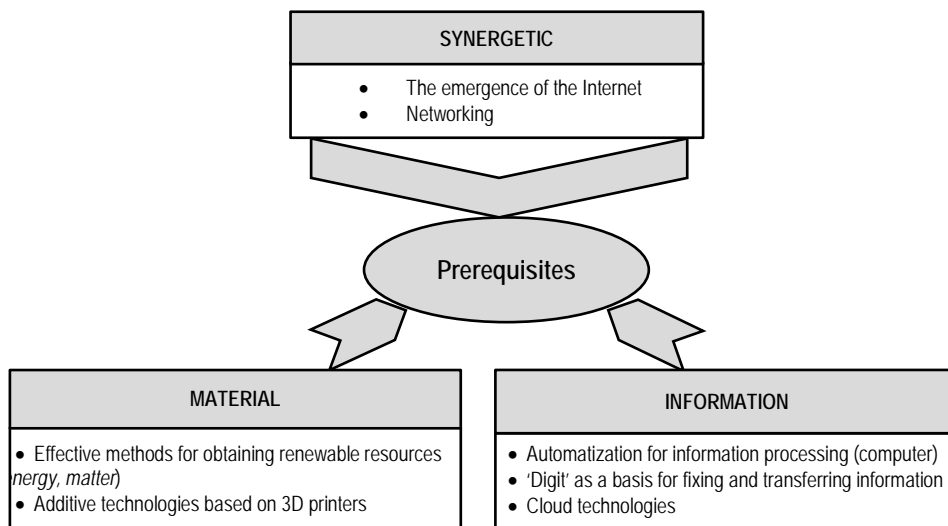 SYNERGETIC
• The emergence of the Internet
• Networking
Prerequisites
MATERIAL
• Effective methods for obtaining renewable resources
nergy, matter)
• Additive technologies based on 3D printers
INFORMATION
• Automatization for information processing (computer)
• ‘Digit’ as a basis for fixing and transferring information
• Cloud technologies